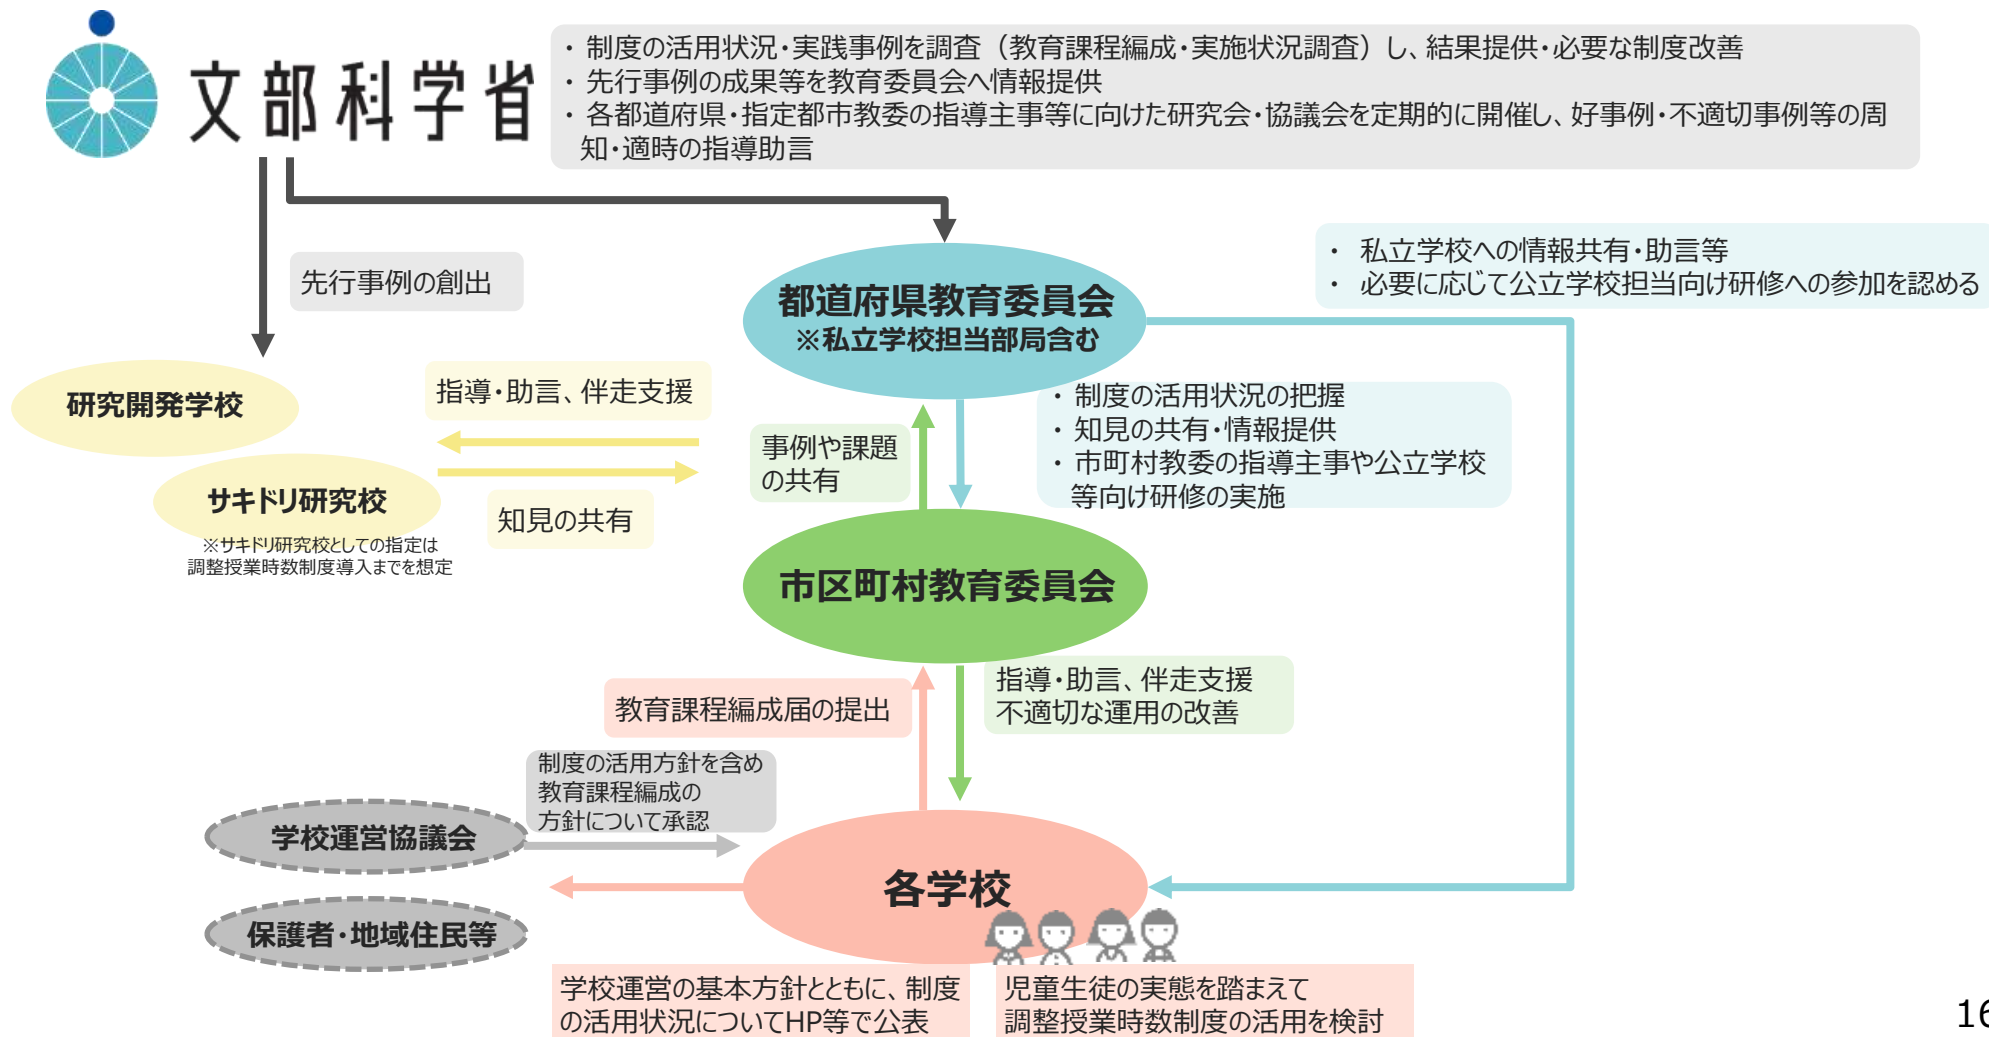 文部科学省
・ 制度の活用状況・実践事例を調査（教育課程編成・実施状況調査）し、結果提供・必要な制度改善
・ 先行事例の成果等を教育委員会へ情報提供
・ 各都道府県・指定都市教委の指導主事等に向けた研究会・協議会を定期的に開催し、好事例・不適切事例等の周
知・適時の指導助言
先行事例の創出
都道府県教育委員会
※私立学校担当部局含む
・ 私立学校への情報共有・助言等
・ 必要に応じて公立学校担当向け研修への参加を認める
研究開発学校
サキドリ研究校
※サキドリ研究校としての指定は
調整授業時数制度導入までを想定
指導・助言、伴走支援
知見の共有
事例や課題
の共有
・ 制度の活用状況の把握
・ 知見の共有・情報提供
・ 市町村教委の指導主事や公立学校
等向け研修の実施
市区町村教育委員会
教育課程編成届の提出
指導・助言、伴走支援
不適切な運用の改善
制度の活用方針を含め
教育課程編成の
方針について承認
学校運営協議会
保護者・地域住民等
各学校
学校運営の基本方針とともに、制度
の活用状況についてHP等で公表
児童生徒の実態を踏まえて
調整授業時数制度の活用を検討
16